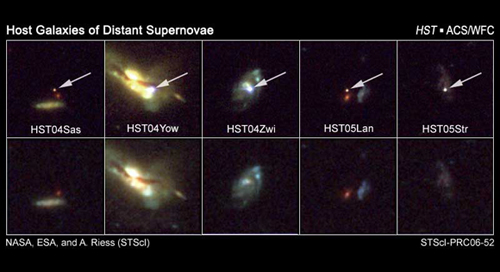 Host Galaxies of Distant Supernovae
HST ▪ ACS/WFC
HST04Sas
HST04Yow
HST04Zwi
HST05Lan
HST05Str
NASA, ESA, and A. Riess (STScI)
STScI-PRC06-52